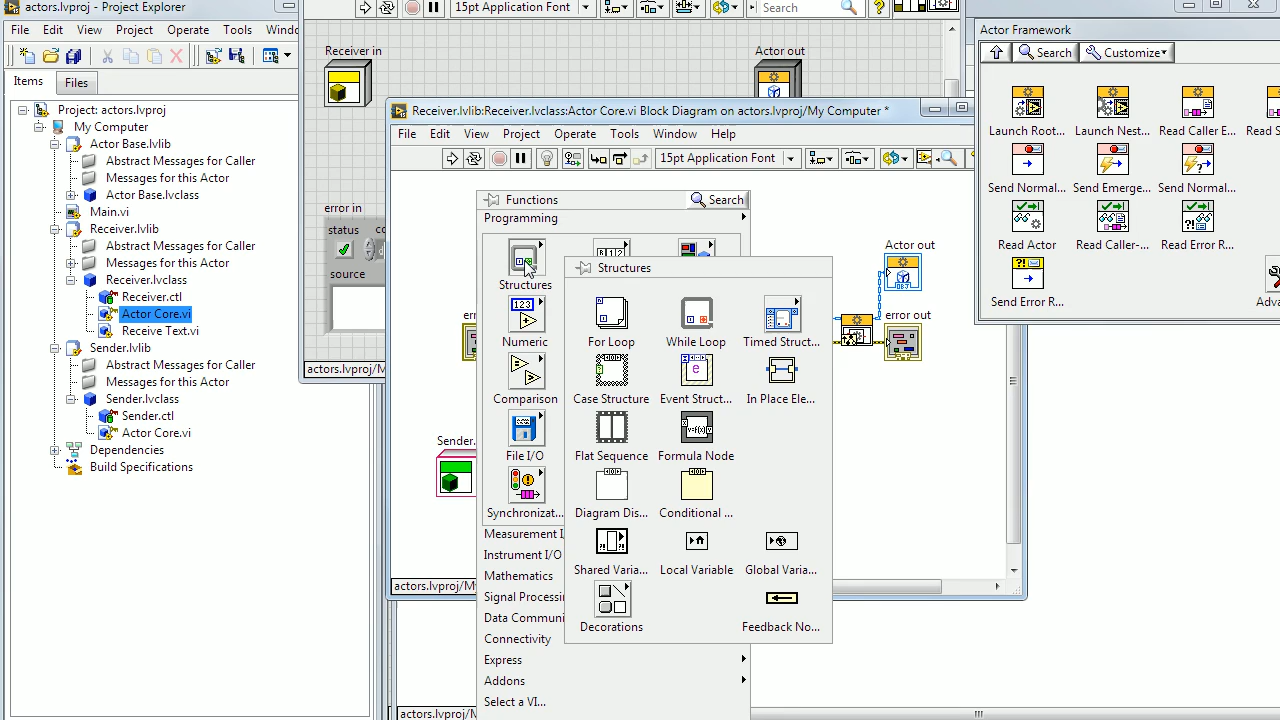 actors.lvproj - Project Explorer
File Edit View Project Operate Tools Windo
Items Files
Project: actors.lvproj
My Computer
Actor Base.lvlib
Abstract Messages for Caller
Messages for this Actor
Actor Base.lvclass
Main.vi
Receiver.lvlib
Abstract Messages for Caller
Messages for this Actor
Receiver.lvclass
Receiver.ctl
Actor Core.vi
Receive Text.vi
Sender.lvlib
Abstract Messages for Caller
Messages for this Actor
Sender.lvclass
Sender.ctl
Actor Core.vi
Dependencies
Build Specifications
15pt Application Font Search
Receiver in
Actor out
error in
status co
source
actors.lvproj/M
Receiver.lvlib:Receiver.lvclass:Actor Core.vi Block Diagram on actors.lvproj/My Computer *
File Edit View Project Operate Tools Window Help
15pt Application Font
Actor out
er
error out
Sender.
actors.lvproj/M
Functions Search
Programming
Structures
Numeric
Comparison
File I/O
Synchronizat...
Measurement I
Instrument I/O
Mathematics
Signal Processi
Data Communi
Connectivity
Express
Addons
Select a VI...
Structures
For Loop While Loop Timed Struct...
Case Structure Event Struct... In Place Ele...
Flat Sequence Formula Node
Diagram Dis... Conditional ...
Shared Varia... Local Variable Global Varia...
Decorations Feedback No...
actors.lvproj/M
Actor Framework
Search Customize
Launch Root... Launch Nest... Read Caller E... Read S
Send Normal... Send Emerge... Send Normal...
Read Actor Read Caller-... Read Error R...
Send Error R... Adva